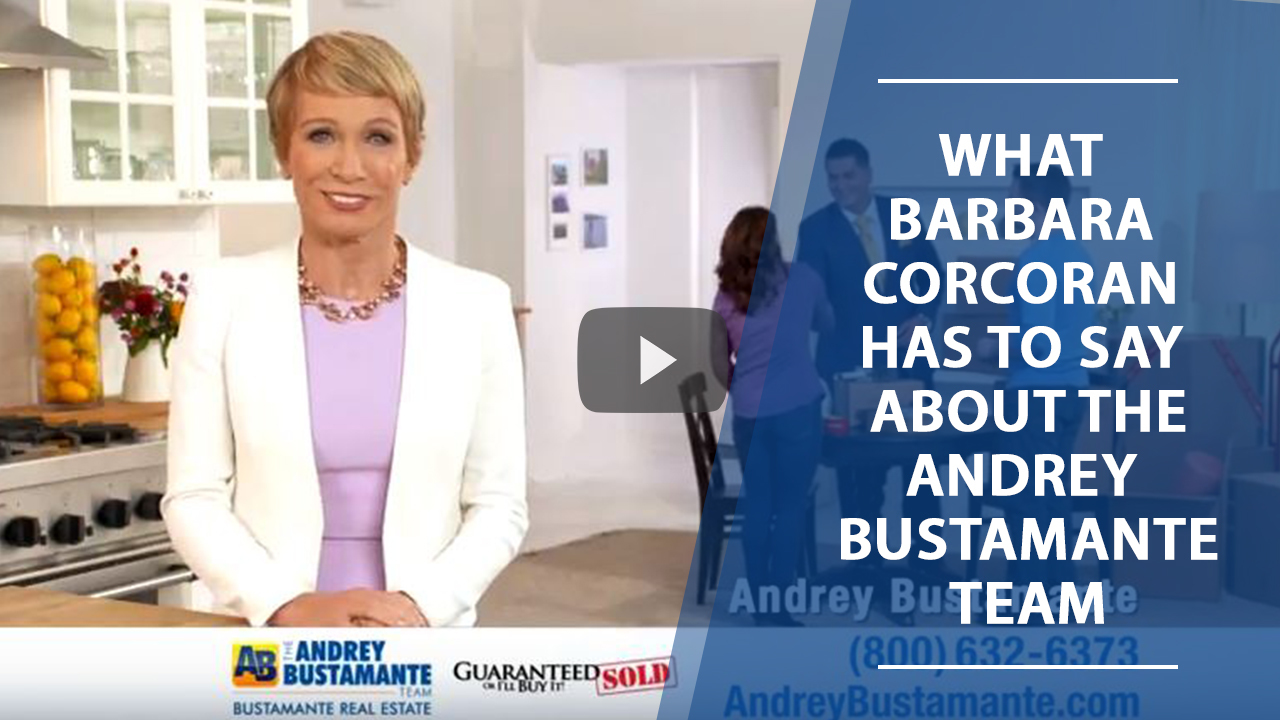 WHAT
BARBARA
CORCORAN
HAS TO SAY
ABOUT THE
ANDREY
BUSTAMANTE
TEAM
Andrey Bustamante
(800) 632-6373
AndreyBustamante.com
AB
THE
ANDREY
BUSTAMANTE
TEAM
BUSTAMANTE REAL ESTATE
GUARANTEED
OR I'LL BUY IT!
SOLD